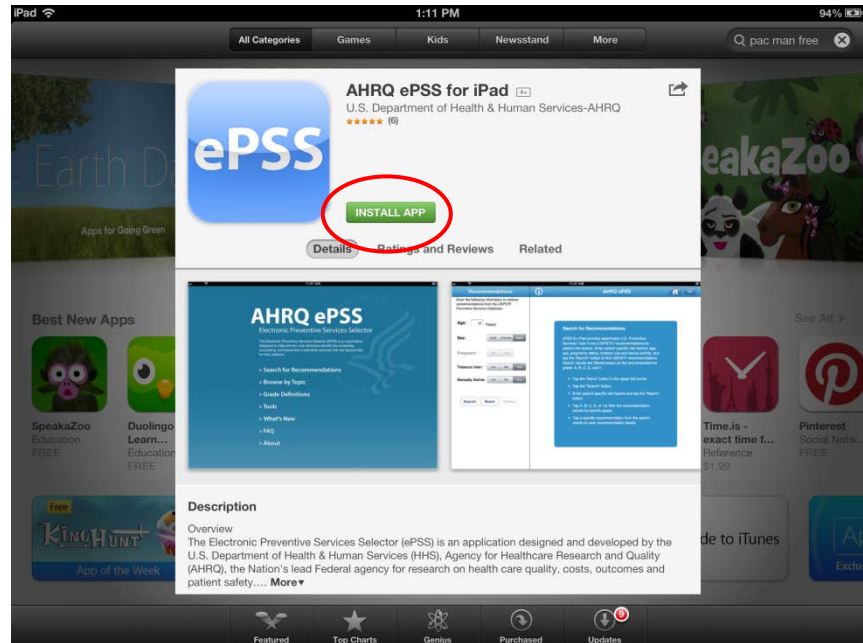 iPad
1:11 PM
94%
All Categories
Games
Kids
Newsstand
More
pac man free
ePSS
AHRQ ePSS for iPad 4+
U.S. Department of Health & Human Services-AHRQ
(6)
INSTALL APP
Details
Ratings and Reviews
Related
Earth Da
Apps for Going Green
eakaZoo
AHRQ ePSS
Electronic Preventive Services Selector
> Search for Recommendations
> Browse by Topic
> Grade Definitions
> Tools
> What's New
> FAQ
> About
Recommendations
Age:
Years
Sex:
Pregnant:
Tobacco User:
Sexually Active:
Search
Reset
AHRQ ePSS
Search for Recommendations
Best New Apps
See All >
SpeakaZoo
Education
FREE
Duolingo
Learn...
Education
FREE
Time.is -
exact time f...
Reference
$1.99
Pinterest
Social Netw
FREE
Description
Overview
The Electronic Preventive Services Selector (ePSS) is an application designed and developed by the
U.S. Department of Health & Human Services (HHS), Agency for Healthcare Research and Quality
(AHRQ), the Nation's lead Federal agency for research on health care quality, costs, outcomes and
patient safety.... More▾
Free
KingHunt
App of the Week
de to iTunes
Ap
Exclu
Featured
Top Charts
Genius
Purchased
Updates
9